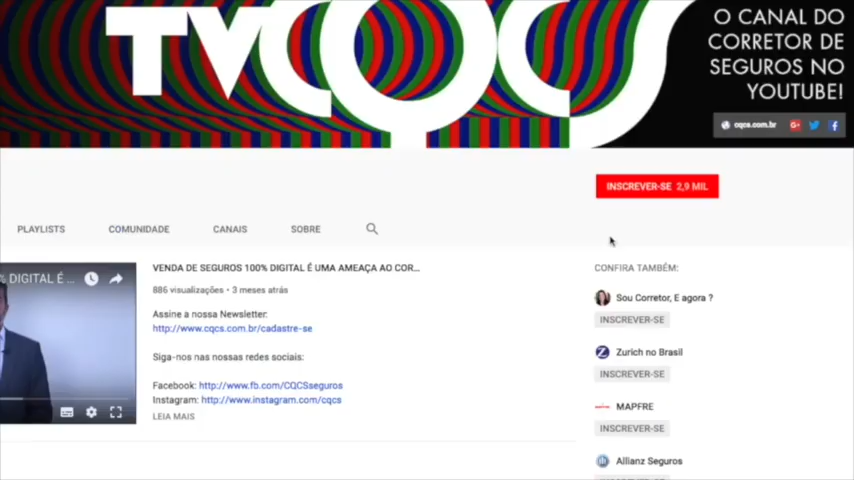 TVCQCS
O CANAL DO
CORRETOR DE
SEGUROS NO
YOUTUBE!
cqcs.com.br
INSCREVER-SE 2,9 MIL
PLAYLISTS
COMUNIDADE
CANAIS
SOBRE
% DIGITAL É ...
VENDA DE SEGUROS 100% DIGITAL É UMA AMEAÇA AO COR...
886 visualizações • 3 meses atrás
Assine a nossa Newsletter:
http://www.cqcs.com.br/cadastre-se
Siga-nos nas nossas redes sociais:
Facebook: http://www.fb.com/CQCSseguros
Instagram: http://www.instagram.com/cqcs
LEIA MAIS
CONFIRA TAMBÉM:
Sou Corretor, E agora ?
INSCREVER-SE
Zurich no Brasil
INSCREVER-SE
MAPFRE
INSCREVER-SE
Allianz Seguros